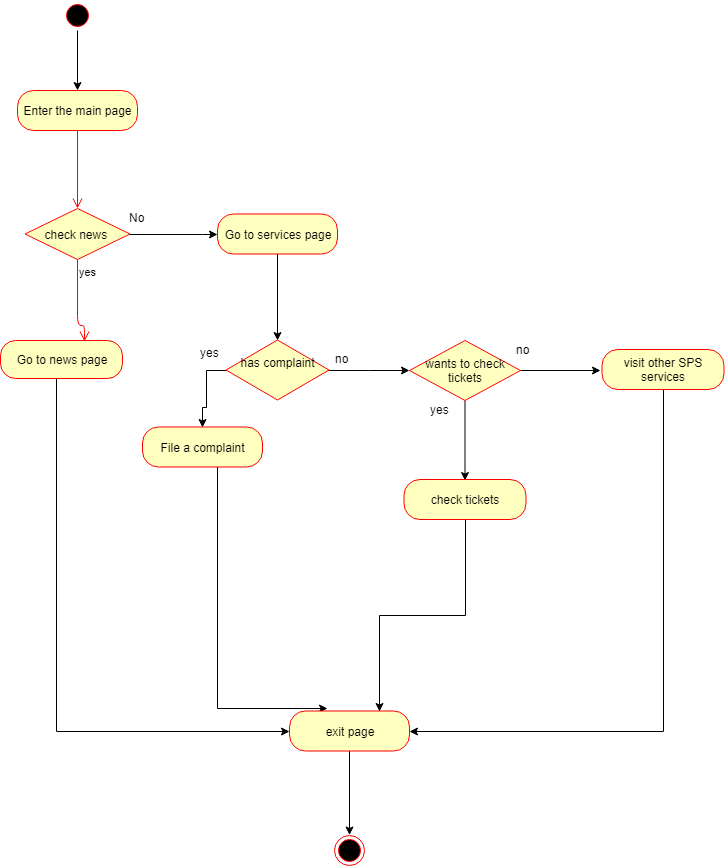 Enter the main page
No
check news
Go to services page
yes
Go to news page
yes
has complaint
no
wants to check
tickets
no
visit other SPS
services
yes
File a complaint
check tickets
exit page